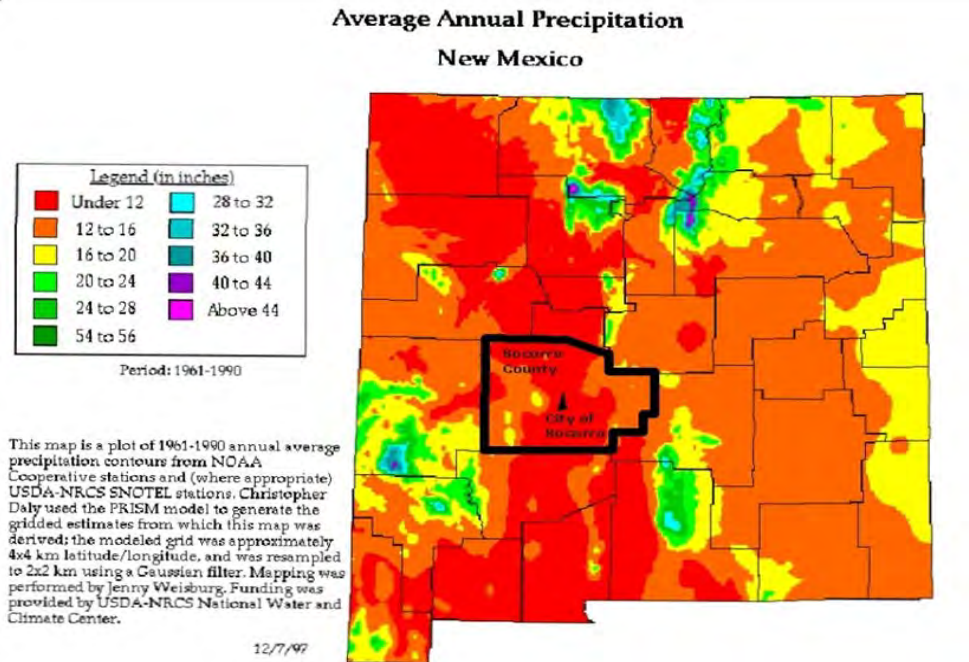 Average Annual Precipitation
New Mexico
Legend (in inches)
Under 12
12 to 16
16 to 20
20 to 24
24 to 28
54 to 56
28 to 32
32 to 36
36 to 40
40 to 44
Above 44
Period: 1961-1990
Socorro
County
City of
Socorro
This map is a plot of 1961-1990 annual average
precipitation contours from NOAA
Cooperative stations and (where appropriate)
USDA-NRCS SNOTEL stations. Christopher
Daly used the PRISM model to generate the
gridded estimates from which this map was
derived; the modeled grid was approximately
4x4 km latitude/longitude, and was resampled
to 2x2 km using a Gaussian filter. Mapping was
performed by Jenny Weisburg. Funding was
provided by USDA-NRCS National Water and
Climate Center.
12/7/97